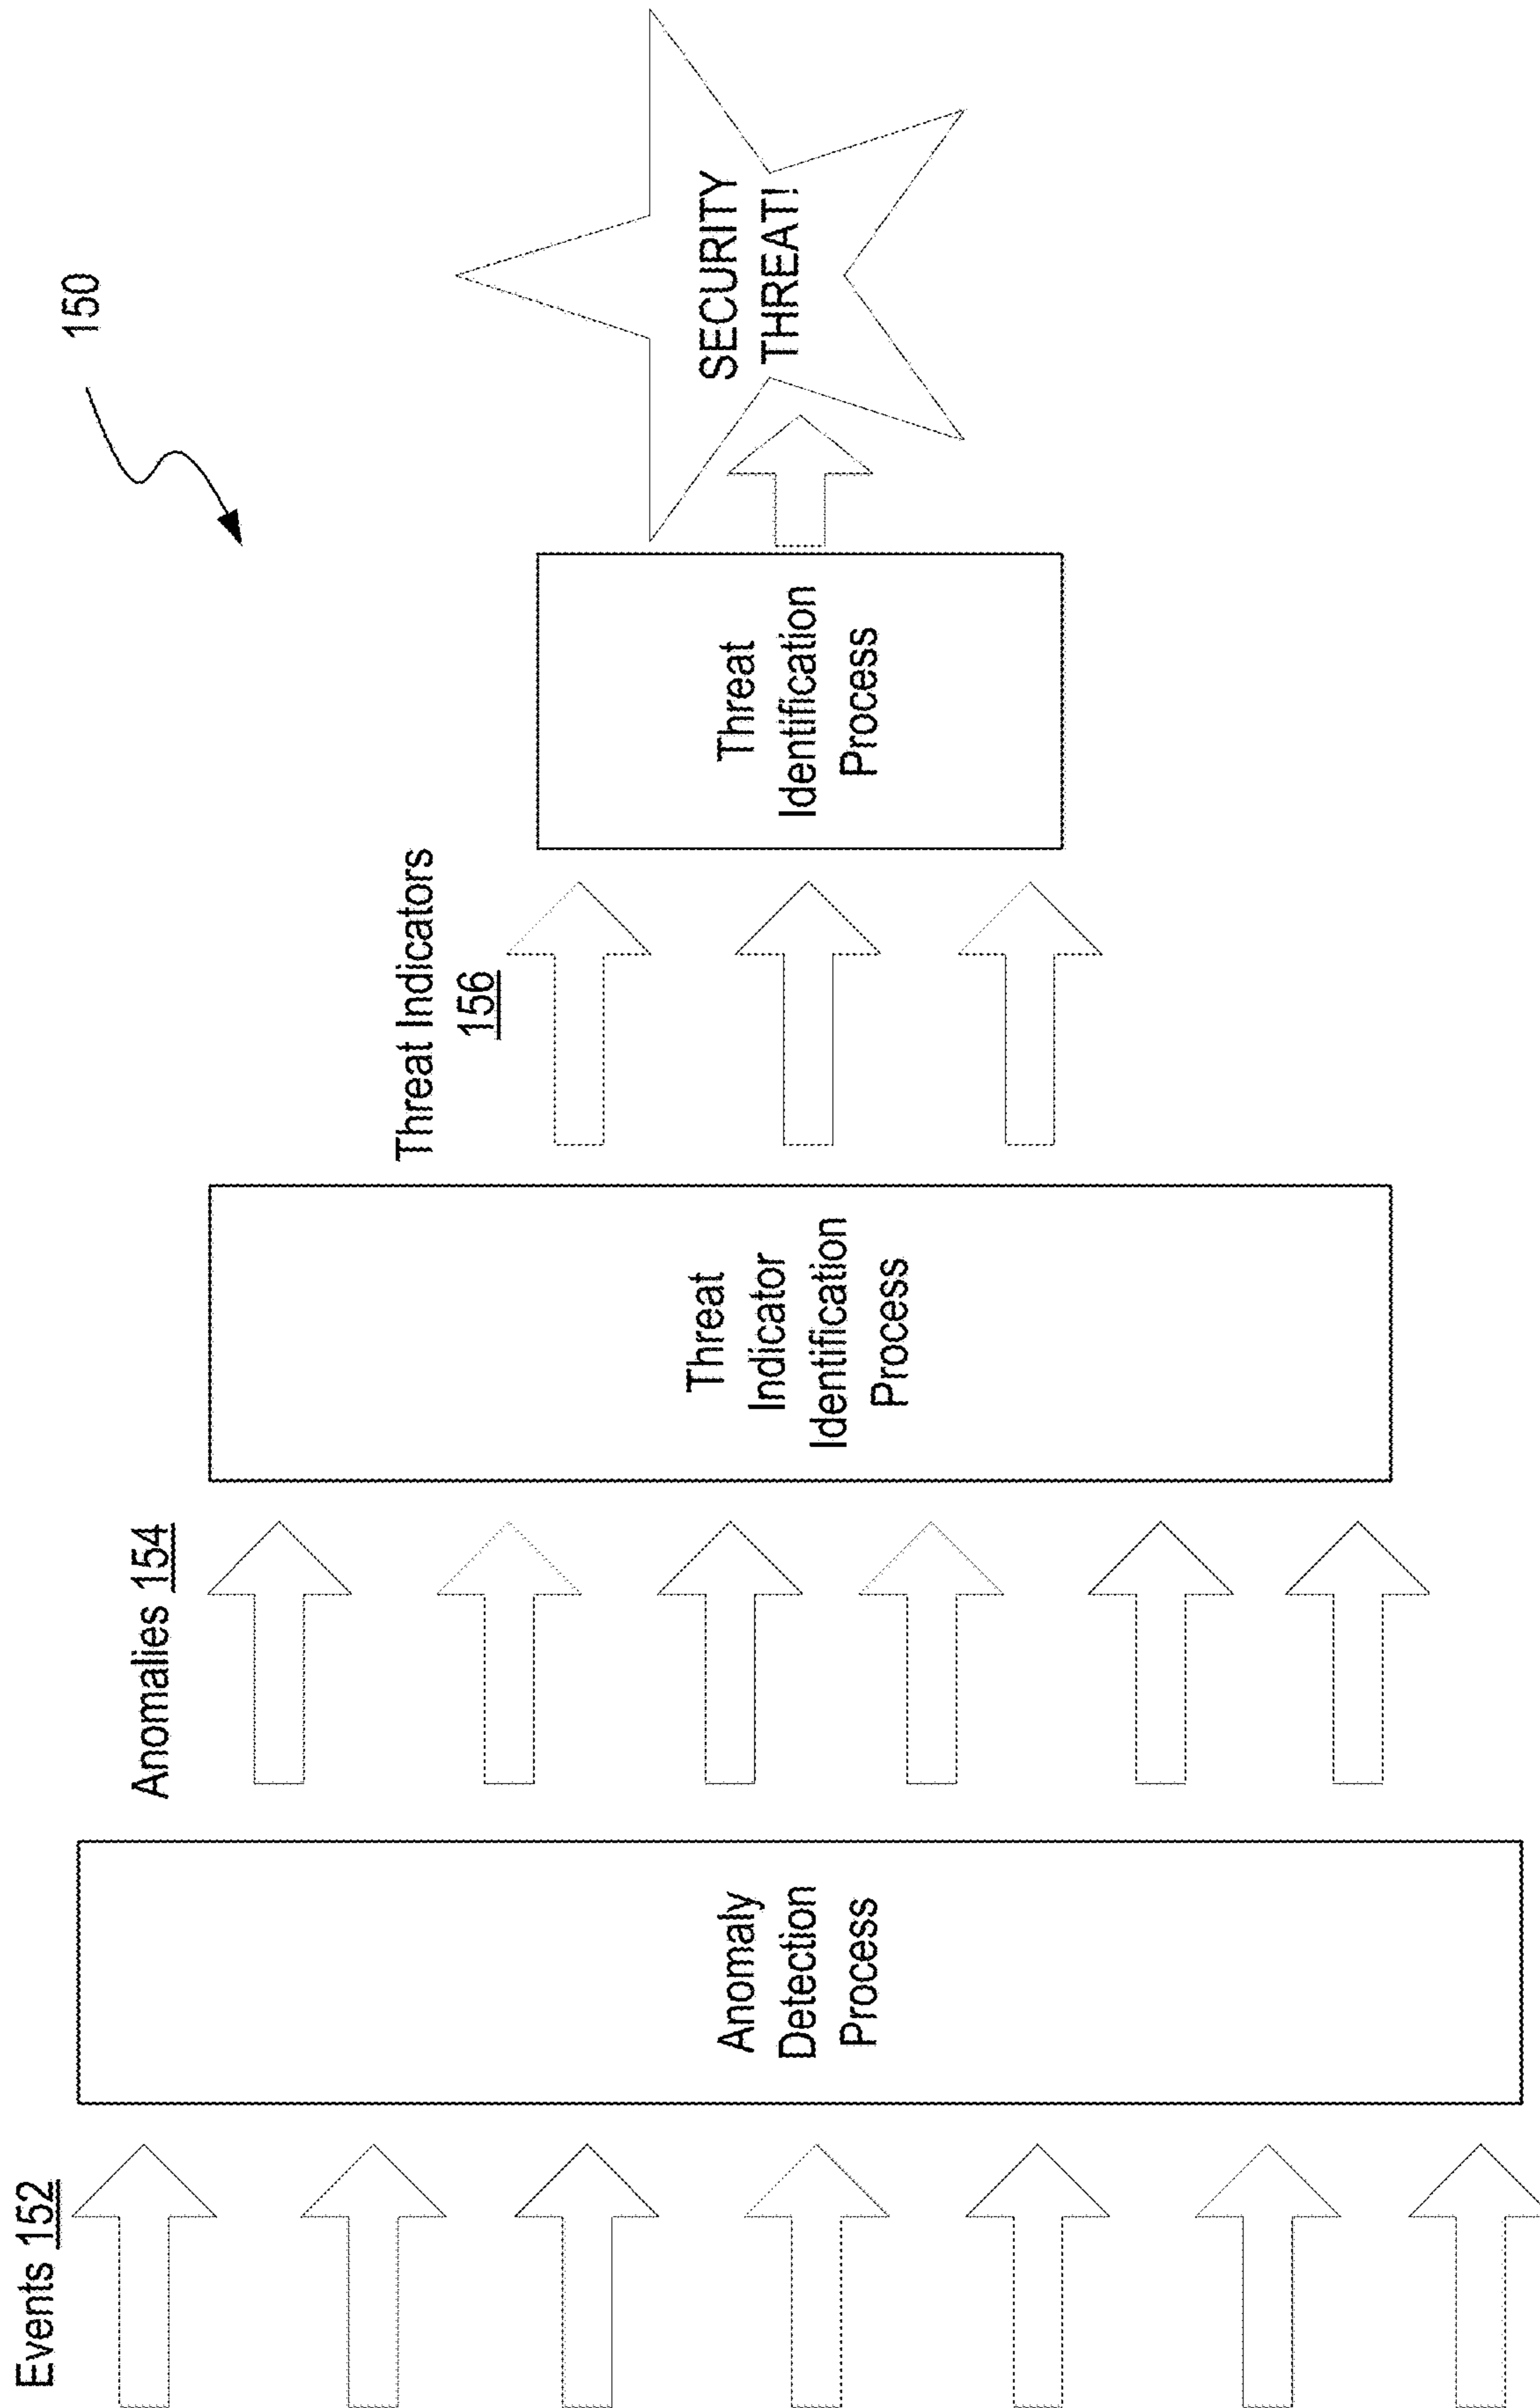 150
Events 152
Anomaly
Detection
Process
Anomalies 154
Threat
Indicator
Identification
Process
Threat Indicators
156
Threat
Identification
Process
SECURITY
THREAT!